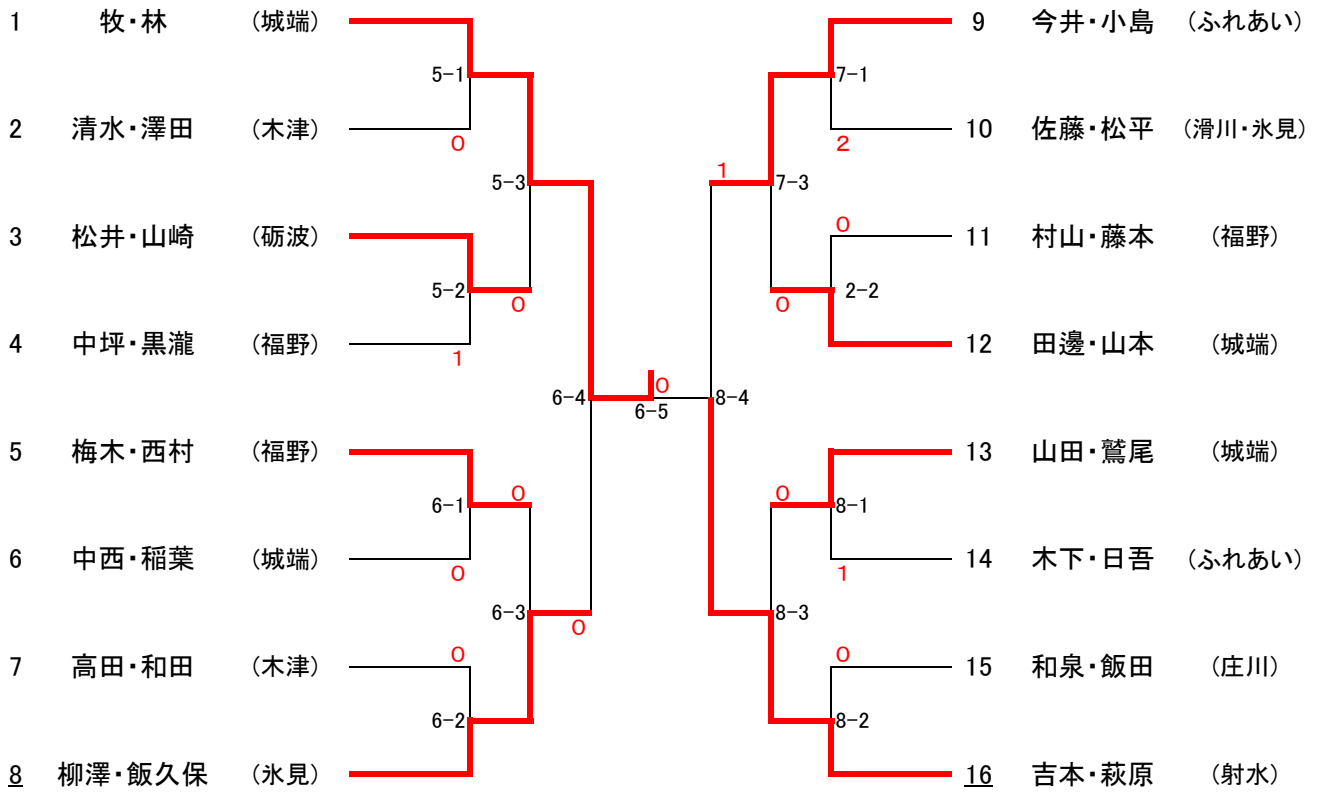 1 牧・林 (城端) 9 今井・小島 (ふれあい)
5-1 7-1
2 清水・澤田 (木津) 10 佐藤・松平 (滑川・氷見)
0 2
1
5-3 7-3
3 松井・山崎 (砺波) 0 11 村山・藤本 (福野)
5-2 0 0 2-2
4 中坪・黒瀧 (福野) 12 田邊・山本 (城端)
1
0
6-4 6-5 8-4
5 梅木・西村 (福野) 13 山田・鷲尾 (城端)
0 0
6-1 8-1
6 中西・稲葉 (城端) 14 木下・日吾 (ふれあい)
0 1
6-3 0 8-3
7 高田・和田 (木津) 0 0 15 和泉・飯田 (庄川)
6-2 8-2
8 柳澤・飯久保 (氷見) 16 吉本・萩原 (射水)